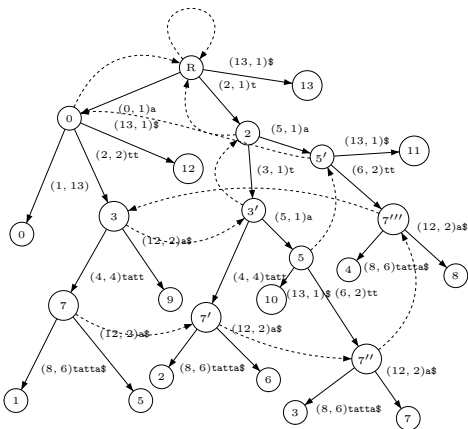 R
(13, 1)$
13
(2, 1)t
0
(0, 1)a
(13, 1)$
2
(5, 1)a
5′
(13, 1)$
11
(2, 2)tt
12
(3, 1)t
(6, 2)tt
(1, 13)
0
3
3′
(5, 1)a
7′′′
(12, 2)a$
(12, 2)a$
5
4
(8, 6)tatta$
8
(4, 4)tatt
9
(4, 4)tatt
10
(13, 1)$
(6, 2)tt
7
(12, 2)a$
7′
(12, 2)a$
7′′
(8, 6)tatta$
2
(8, 6)tatta$
6
(12, 2)a$
1
5
3
(8, 6)tatta$
7